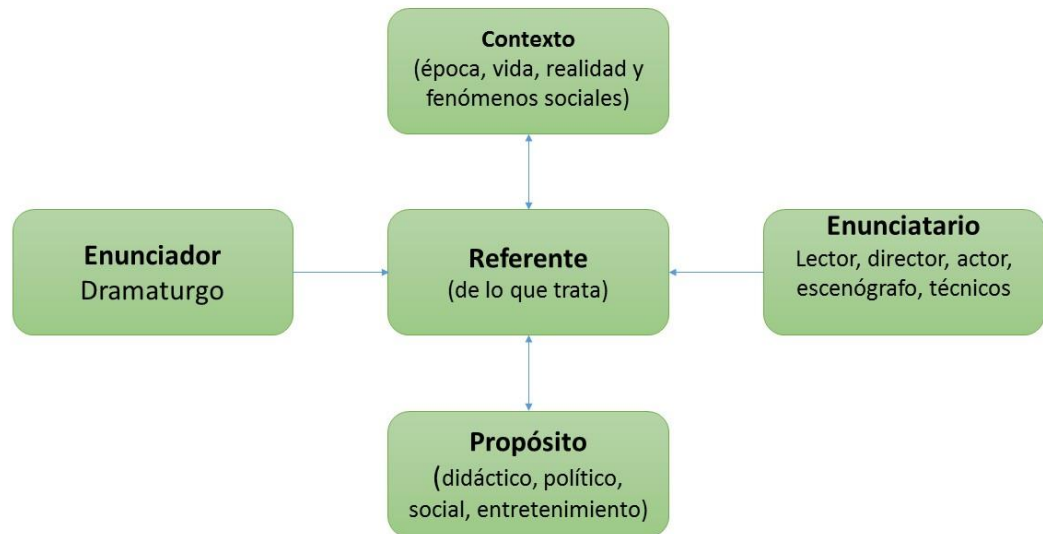 Contexto
(época, vida, realidad y
fenómenos sociales)
Enunciador
Dramaturgo
Referente
(de lo que trata)
Enunciatario
Lector, director, actor,
escenógrafo, técnicos
Propósito
(didáctico, político,
social, entretenimiento)